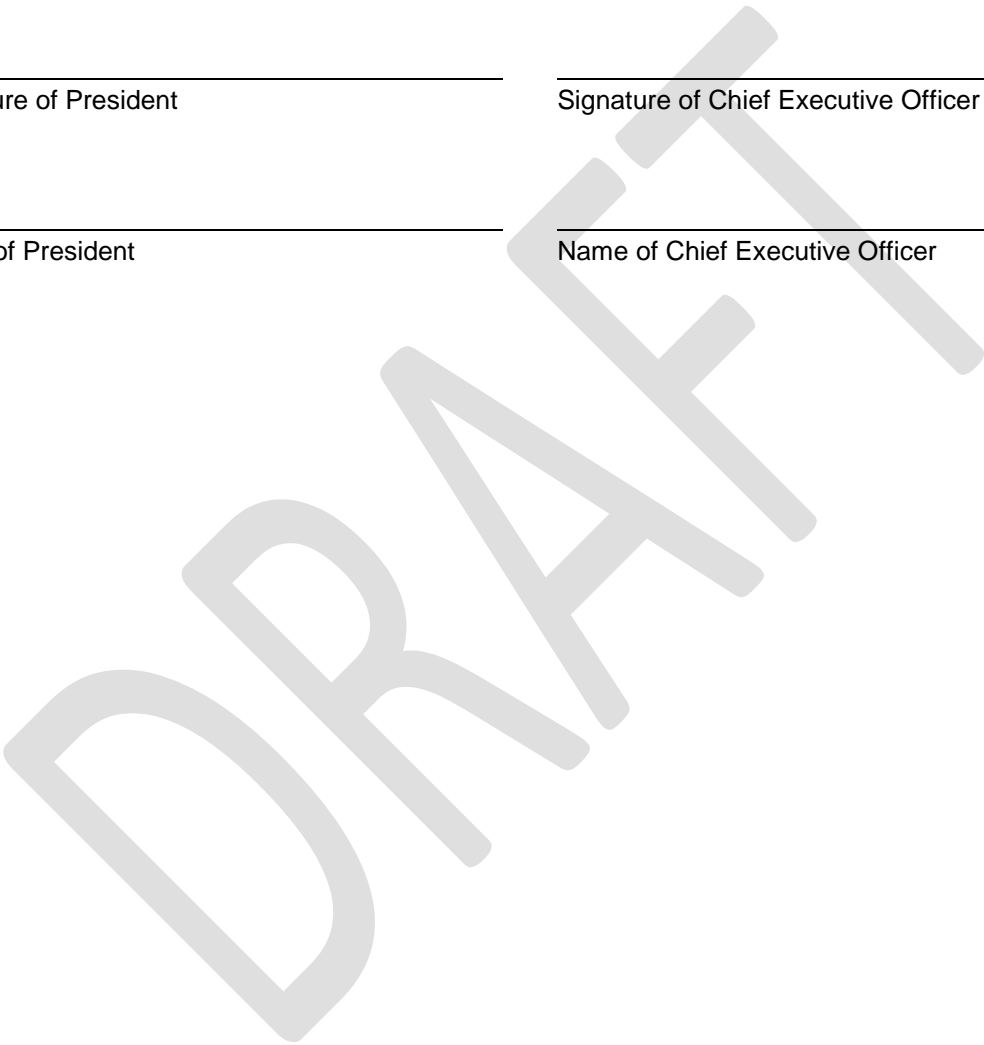 ure of President
Signature of Chief Executive Officer
of President
Name of Chief Executive Officer
DRAFT